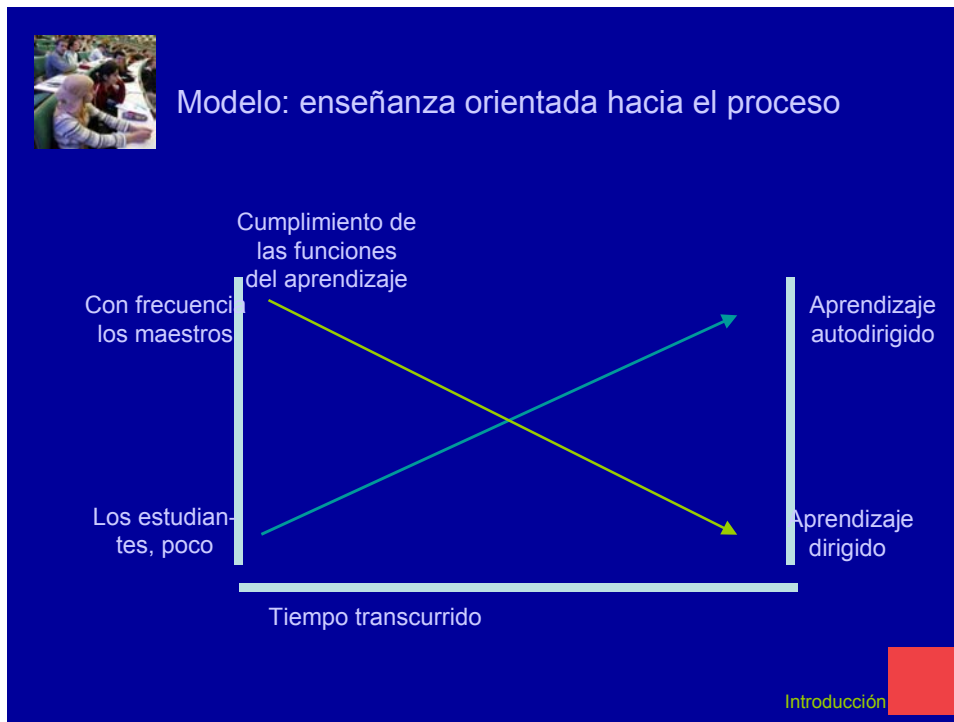 Modelo: enseñanza orientada hacia el proceso
Cumplimiento de
las funciones
del aprendizaje
Con frecuencia
los maestros
Aprendizaje
autodirigido
Los estudian-
tes, poco
Aprendizaje
dirigido
Tiempo transcurrido
Introducción